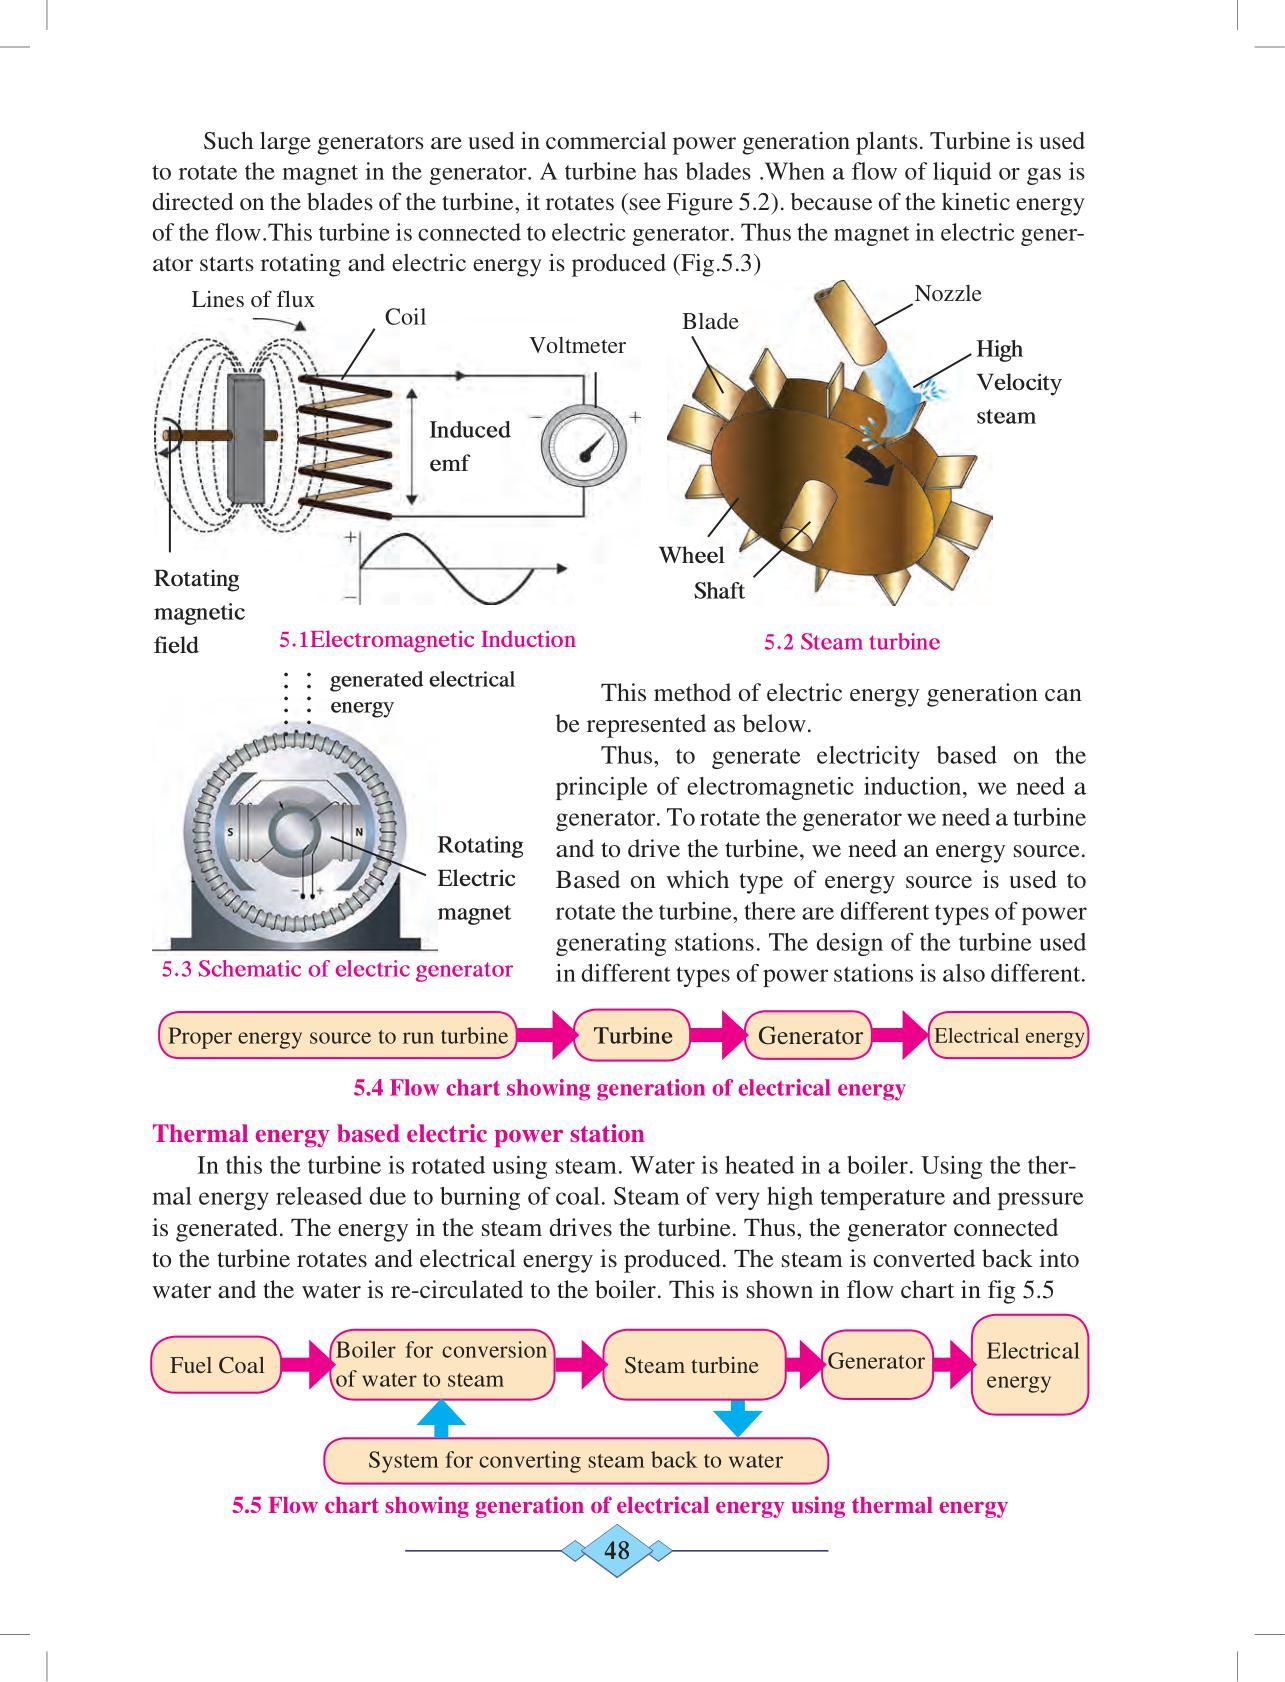 Such large generators are used in commercial power generation plants. Turbine is used
to rotate the magnet in the generator. A turbine has blades .When a flow of liquid or gas is
directed on the blades of the turbine, it rotates (see Figure 5.2). because of the kinetic energy
of the flow.This turbine is connected to electric generator. Thus the magnet in electric gener-
ator starts rotating and electric energy is produced (Fig.5.3)
Lines of flux
Coil
Voltmeter
Induced
emf
- +
+
-
Rotating
magnetic
field
5.1Electromagnetic Induction
Nozzle
Blade
High
Velocity
steam
Wheel
Shaft
5.2 Steam turbine
generated electrical
energy
S
N
- +
Rotating
Electric
magnet
5.3 Schematic of electric generator
This method of electric energy generation can
be represented as below.
Thus, to generate electricity based on the
principle of electromagnetic induction, we need a
generator. To rotate the generator we need a turbine
and to drive the turbine, we need an energy source.
Based on which type of energy source is used to
rotate the turbine, there are different types of power
generating stations. The design of the turbine used
in different types of power stations is also different.
Proper energy source to run turbine
Turbine
Generator
Electrical energy
5.4 Flow chart showing generation of electrical energy
Thermal energy based electric power station
In this the turbine is rotated using steam. Water is heated in a boiler. Using the ther-
mal energy released due to burning of coal. Steam of very high temperature and pressure
is generated. The energy in the steam drives the turbine. Thus, the generator connected
to the turbine rotates and electrical energy is produced. The steam is converted back into
water and the water is re-circulated to the boiler. This is shown in flow chart in fig 5.5
Fuel Coal
Boiler for conversion
of water to steam
Steam turbine
Generator
Electrical
energy
System for converting steam back to water
5.5 Flow chart showing generation of electrical energy using thermal energy
48